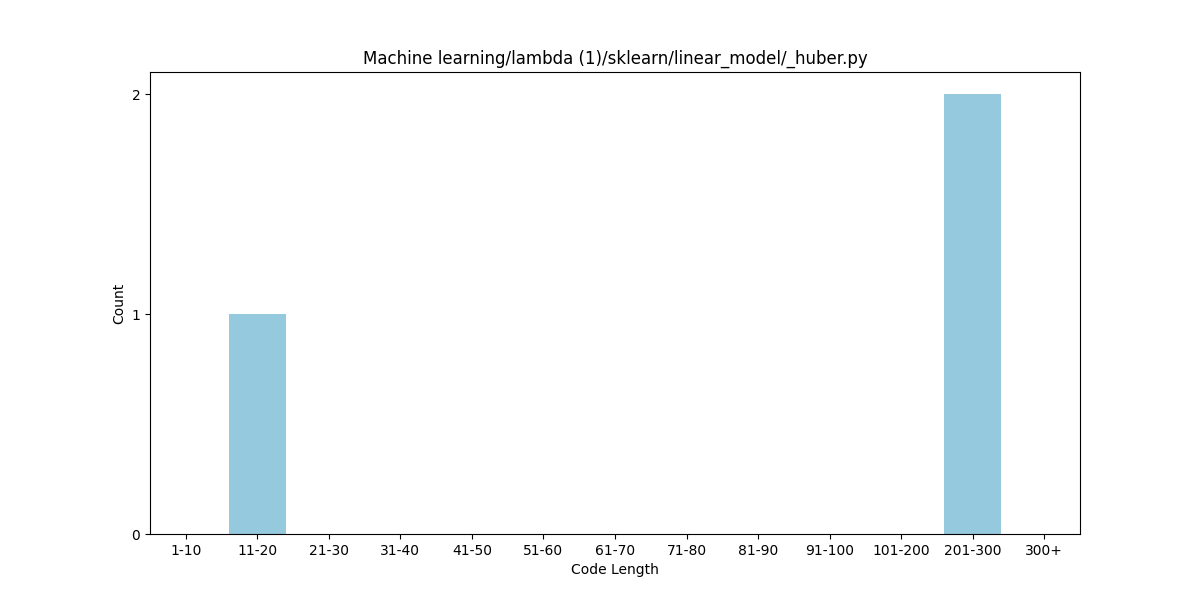 Machine learning/lambda (1)/sklearn/linear_model/_huber.py
2
1
0
Count
1-10 11-20 21-30 31-40 41-50 51-60 61-70 71-80 81-90 91-100 101-200 201-300 300+
Code Length